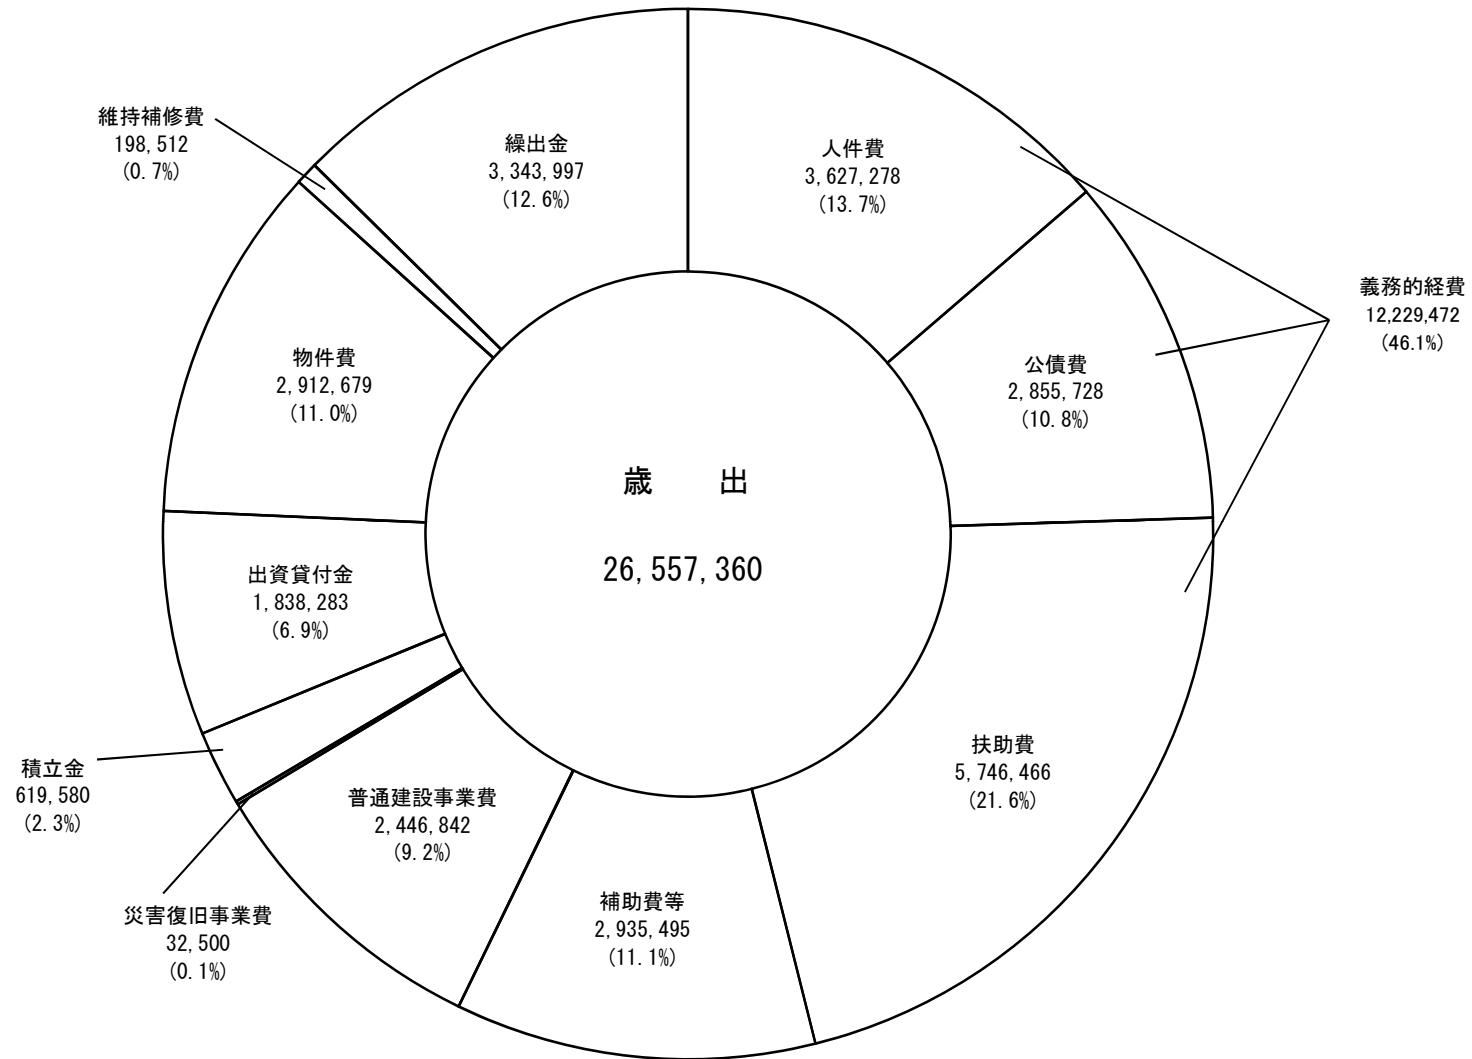 維持補修費
198,512
(0.7%)
繰出金
3,343,997
(12.6%)
人件費
3,627,278
(13.7%)
義務的経費
12,229,472
(46.1%)
物件費
2,912,679
(11.0%)
公債費
2,855,728
(10.8%)
歳 出
26,557,360
出資貸付金
1,838,283
(6.9%)
扶助費
5,746,466
(21.6%)
積立金
619,580
(2.3%)
普通建設事業費
2,446,842
(9.2%)
災害復旧事業費
32,500
(0.1%)
補助費等
2,935,495
(11.1%)